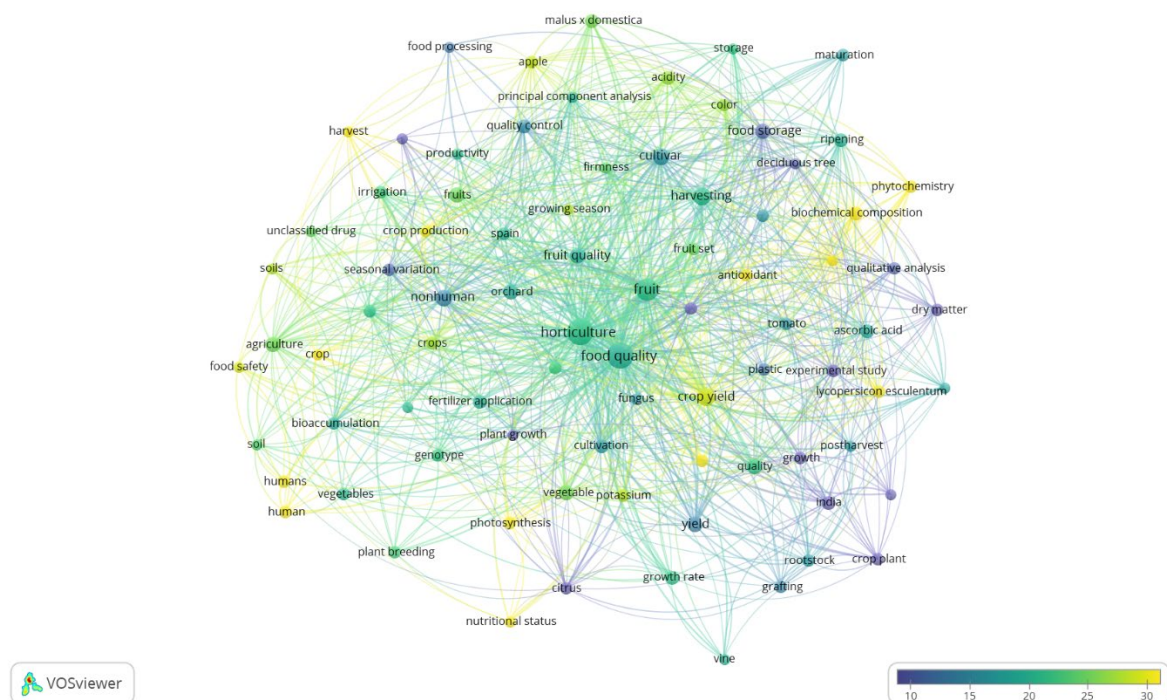 malus x domestica
food processing
storage
maturation
apple
acidity
principal component analysis
color
harvest
quality control
food storage
ripening
productivity
cultivar
deciduous tree
firmness
irrigation
fruits
harvesting
phytochemistry
growing season
biochemical composition
unclassified drug
crop production
spain
fruit set
soils
seasonal variation
fruit quality
antioxidant
qualitative analysis
nonhuman
orchard
fruit
dry matter
horticulture
tomato
ascorbic acid
agriculture
crops
crop
food quality
food safety
plastic
experimental study
lycopersicon esculentum
fertilizer application
fungus
crop yield
bioaccumulation
plant growth
soil
cultivation
postharvest
genotype
quality
growth
humans
vegetables
vegetable
potassium
human
photosynthesis
yield
india
plant breeding
growth rate
rootstock
crop plant
citrus
grafting
nutritional status
vine
VOSviewer
10 15 20 25 30